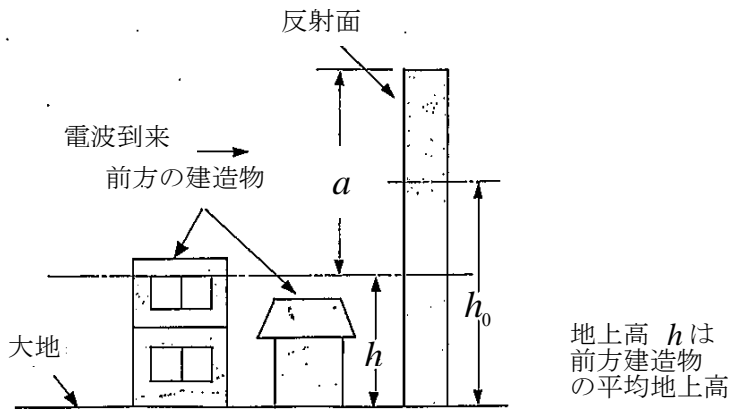 反射面
電波到来
前方の建造物
a
h₀
h
大地
地上高 h は
前方建造物
の平均地上高